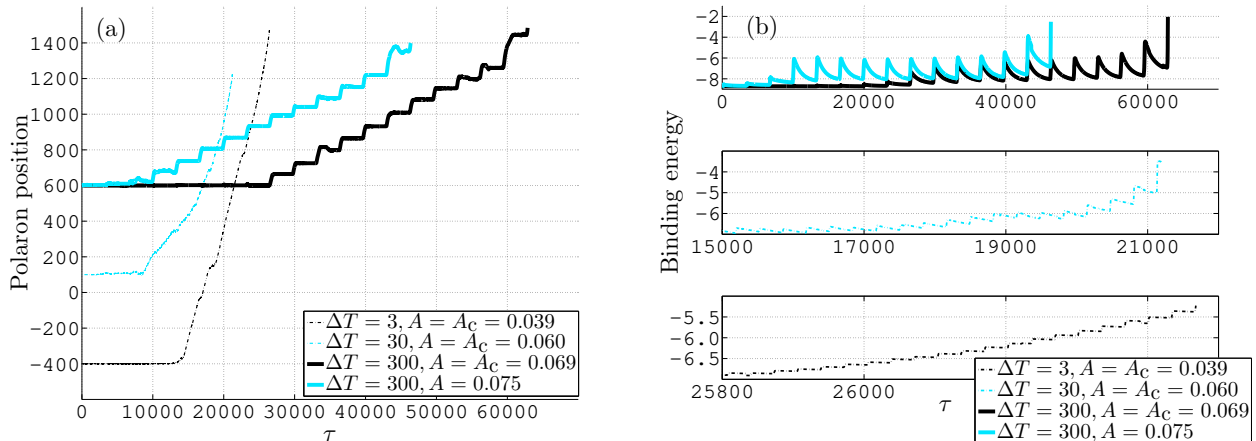 (a)
Polaron position
1400
1200
1000
800
600
400
200
0
−200
−400
0 10000 20000 30000 40000 50000 60000
τ
ΔT = 3, A = A_c = 0.039
ΔT = 30, A = A_c = 0.060
ΔT = 300, A = A_c = 0.069
ΔT = 300, A = 0.075
(b)
Binding energy
−2
−4
−6
−8
0 20000 40000 60000
−4
−5
−6
15000 17000 19000 21000
−5.5
−6.0
−6.5
25800 26000
τ
ΔT = 3, A = A_c = 0.039
ΔT = 30, A = A_c = 0.060
ΔT = 300, A = A_c = 0.069
ΔT = 300, A = 0.075